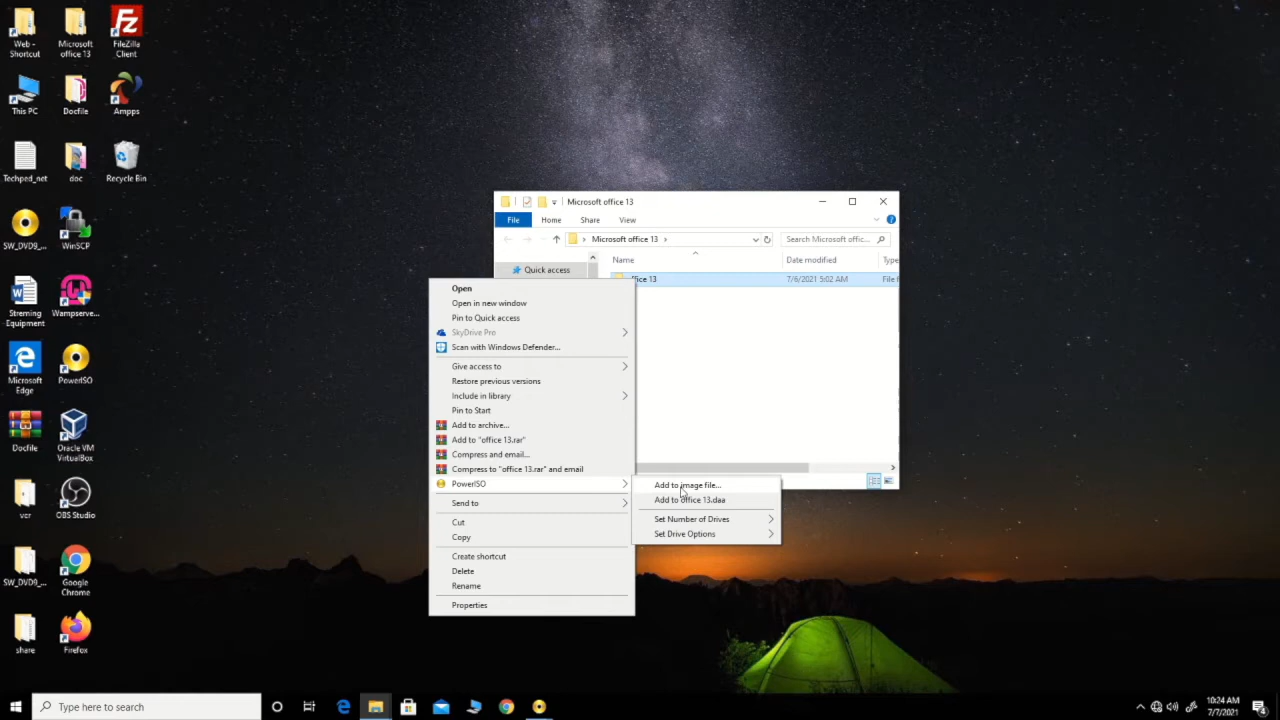 Web -
Shortcut
Microsoft
office 13
FileZilla
Client
This PC
Docfile
Ampps
Techped_net
doc
Recycle Bin
SW_DVD9_...
WinSCP
Streming
Equipment
Wampserve...
Microsoft
Edge
PowerISO
Docfile
Oracle VM
VirtualBox
vcr
OBS Studio
SW_DVD9_...
Google
Chrome
share
Firefox
Microsoft office 13
File
Home
Share
View
Microsoft office 13
Search Microsoft offic...
Quick access
Name
Date modified
Type
ffice 13
7/6/2021 5:02 AM
File
Open
Open in new window
Pin to Quick access
SkyDrive Pro
Scan with Windows Defender...
Give access to
Restore previous versions
Include in library
Pin to Start
Add to archive...
Add to "office 13.rar"
Compress and email...
Compress to "office 13.rar" and email
PowerISO
Send to
Cut
Copy
Create shortcut
Delete
Rename
Properties
Add to image file...
Add to office 13.daa
Set Number of Drives
Set Drive Options
Type here to search
10:24 AM
7/7/2021
4